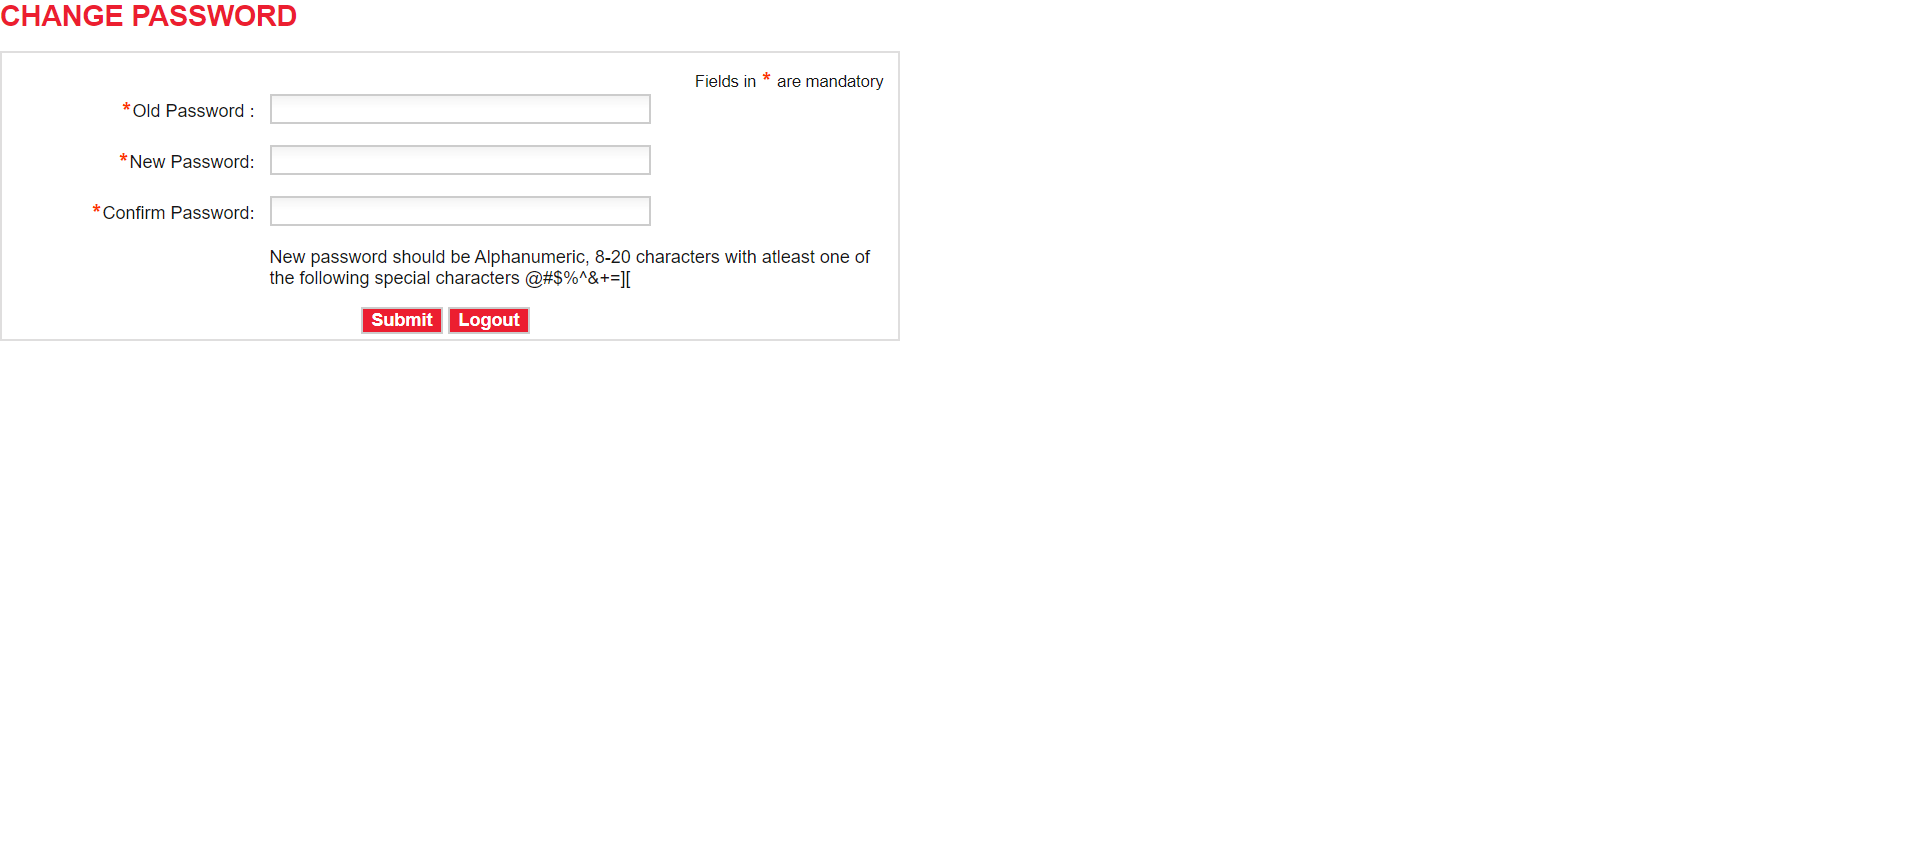 CHANGE PASSWORD
Fields in * are mandatory
*Old Password :
*New Password:
*Confirm Password:
New password should be Alphanumeric, 8-20 characters with atleast one of
the following special characters @#$%^&+=][
Submit Logout